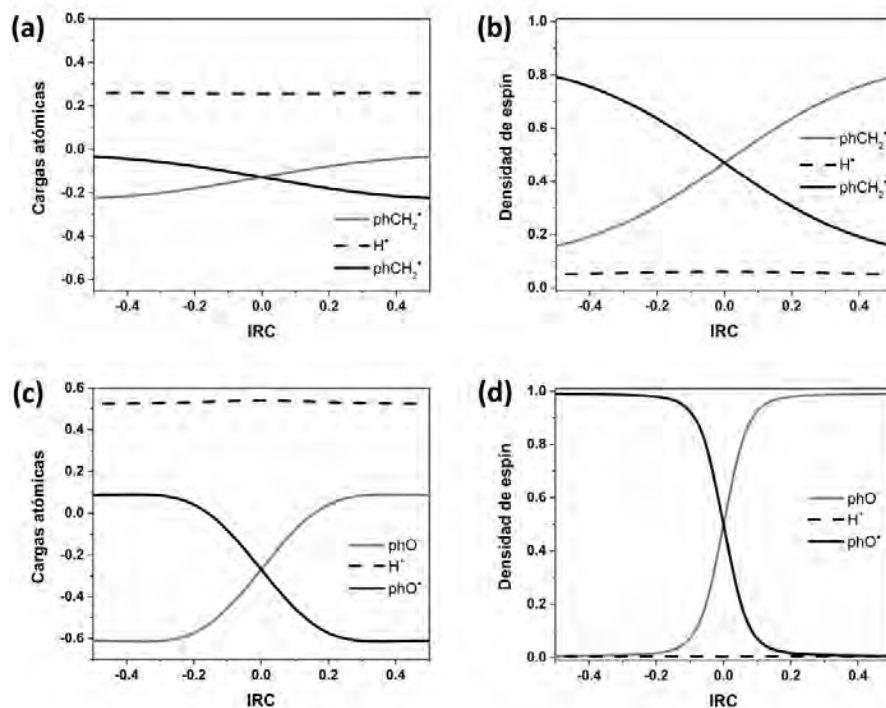 (a)
Cargas atómicas
0.6
0.4
0.2
0.0
-0.2
-0.4
-0.6
phCH2•
H•
phCH2•
-0.4 -0.2 0.0 0.2 0.4
IRC
(b)
Densidad de espín
1.0
0.8
0.6
0.4
0.2
0.0
phCH2•
H•
phCH2•
-0.4 -0.2 0.0 0.2 0.4
IRC
(c)
Cargas atómicas
0.6
0.4
0.2
0.0
-0.2
-0.4
-0.6
phO
H+
phO•
-0.4 -0.2 0.0 0.2 0.4
IRC
(d)
Densidad de espín
1.0
0.8
0.6
0.4
0.2
0.0
phO
H+
phO•
-0.4 -0.2 0.0 0.2 0.4
IRC